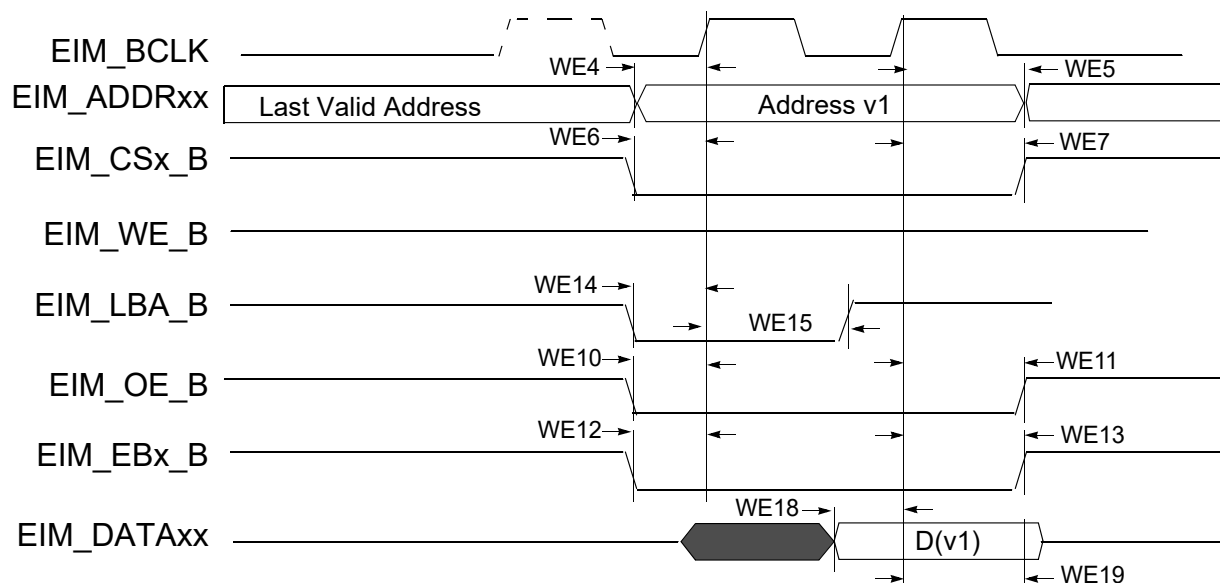 EIM_BCLK
WE4
WE5
EIM_ADDRxx
Last Valid Address
Address v1
WE6
WE7
EIM_CSx_B
EIM_WE_B
WE14
EIM_LBA_B
WE15
WE10
WE11
EIM_OE_B
WE12
WE13
EIM_EBx_B
WE18
EIM_DATAxx
D(v1)
WE19